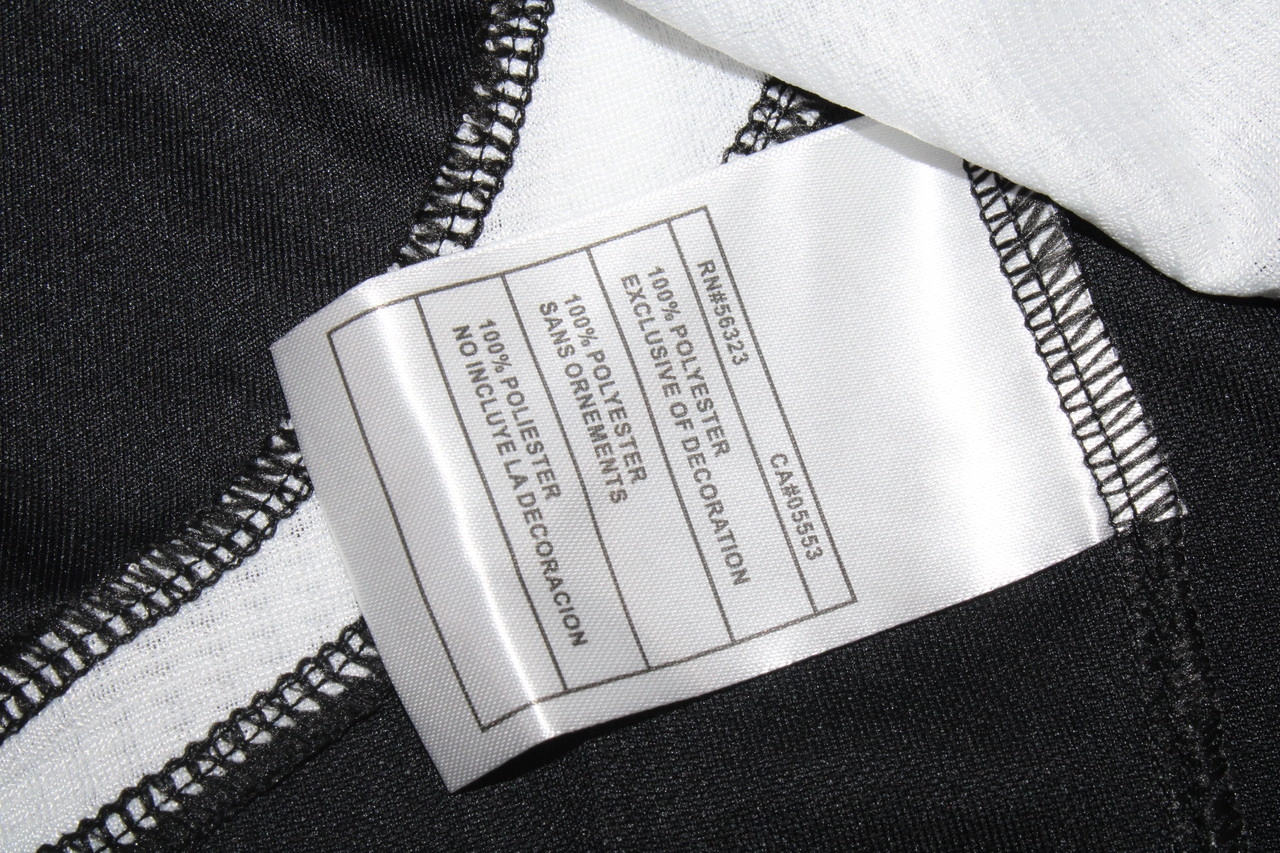 RN#56323 CA#05553
100% POLYESTER
EXCLUSIVE OF DECORATION
100% POLYESTER
SANS ORNEMENTS
100% POLIESTER
NO INCLUYE LA DECORACION